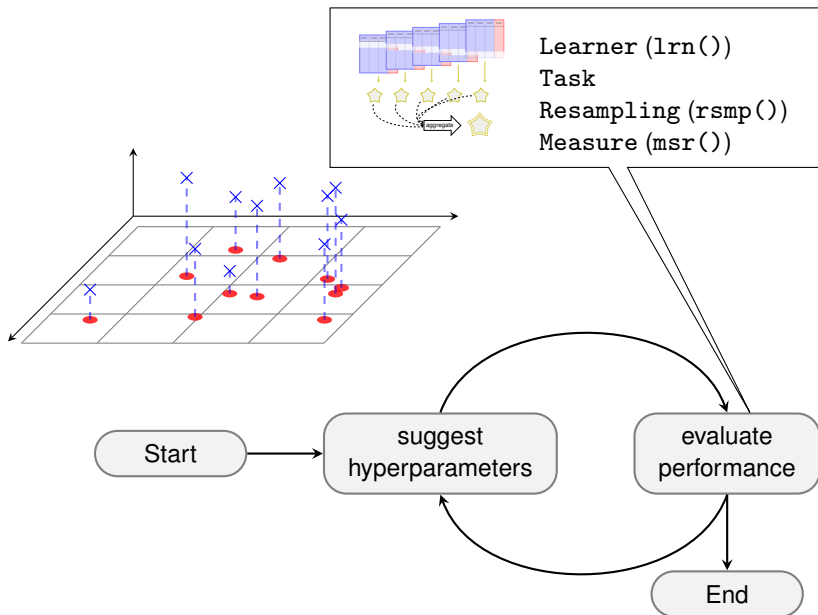 Learner (lrn())
Task
Resampling (rsmp())
Measure (msr())
aggregate
Start
suggest
hyperparameters
evaluate
performance
End